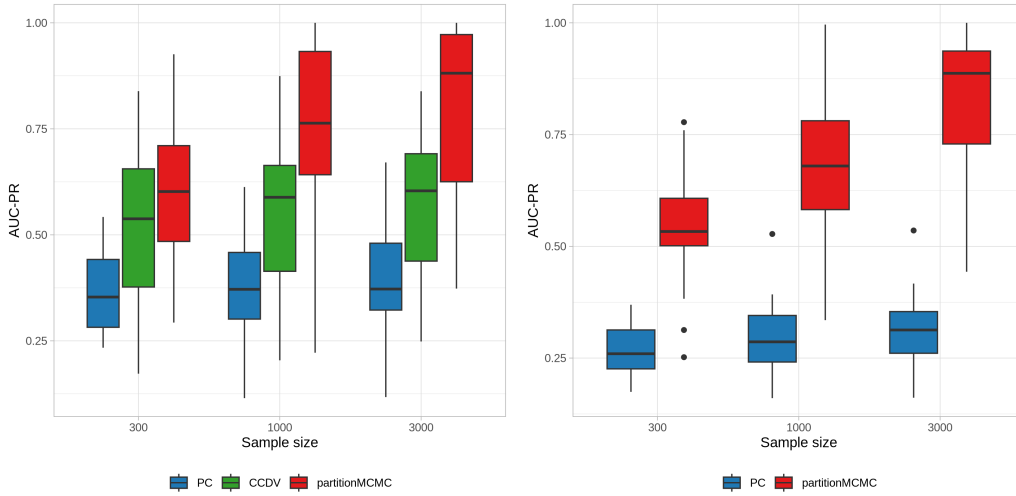 1.00
0.75
0.50
0.25
AUC-PR
300 1000 3000
Sample size
PC CCDV partitionMCMC
1.00
0.75
0.50
0.25
AUC-PR
300 1000 3000
Sample size
PC partitionMCMC